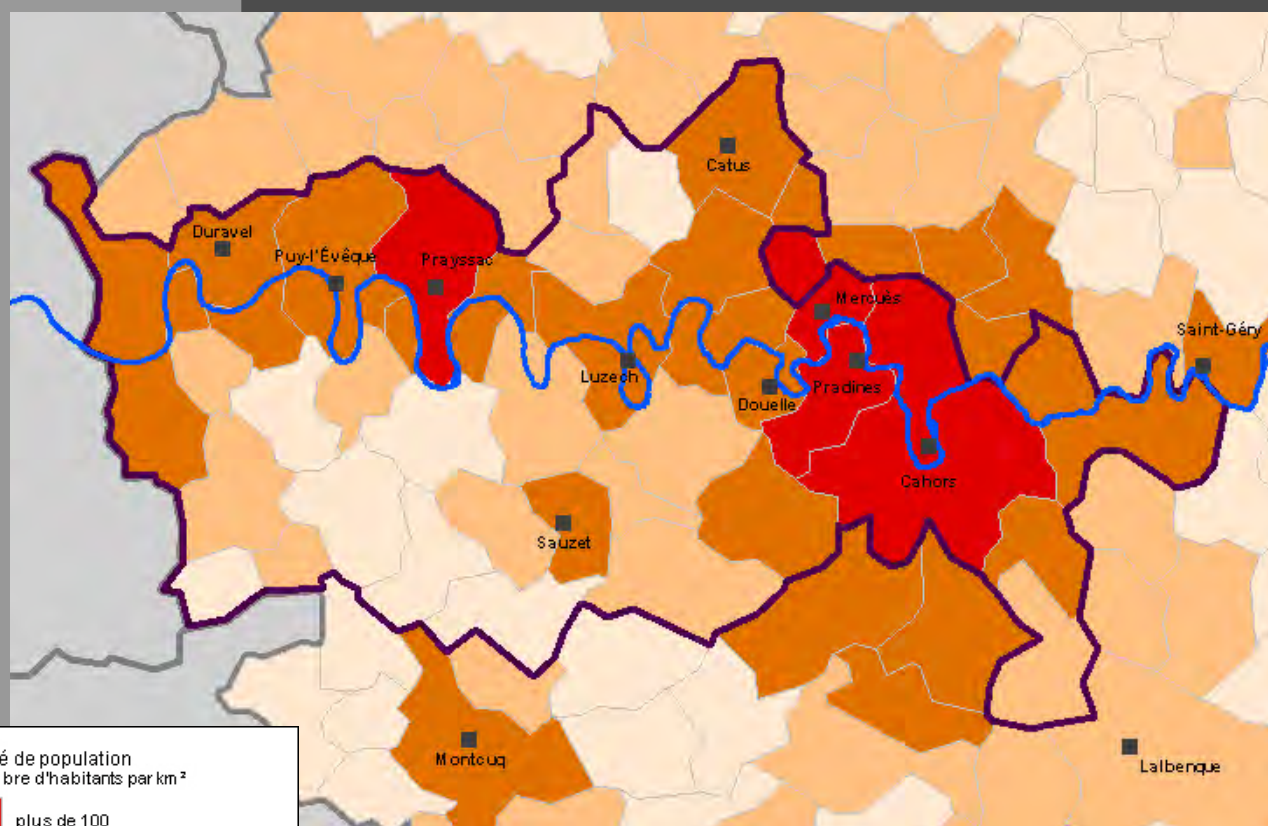 Catus
Duravel
Puy-l'Évêque
Prayssac
Mercuès
Saint-Géry
Luzech
Pradines
Douelle
Cahors
Sauzet
Montcuq
Lalbenque
é de population
bre d'habitants par km²
plus de 100